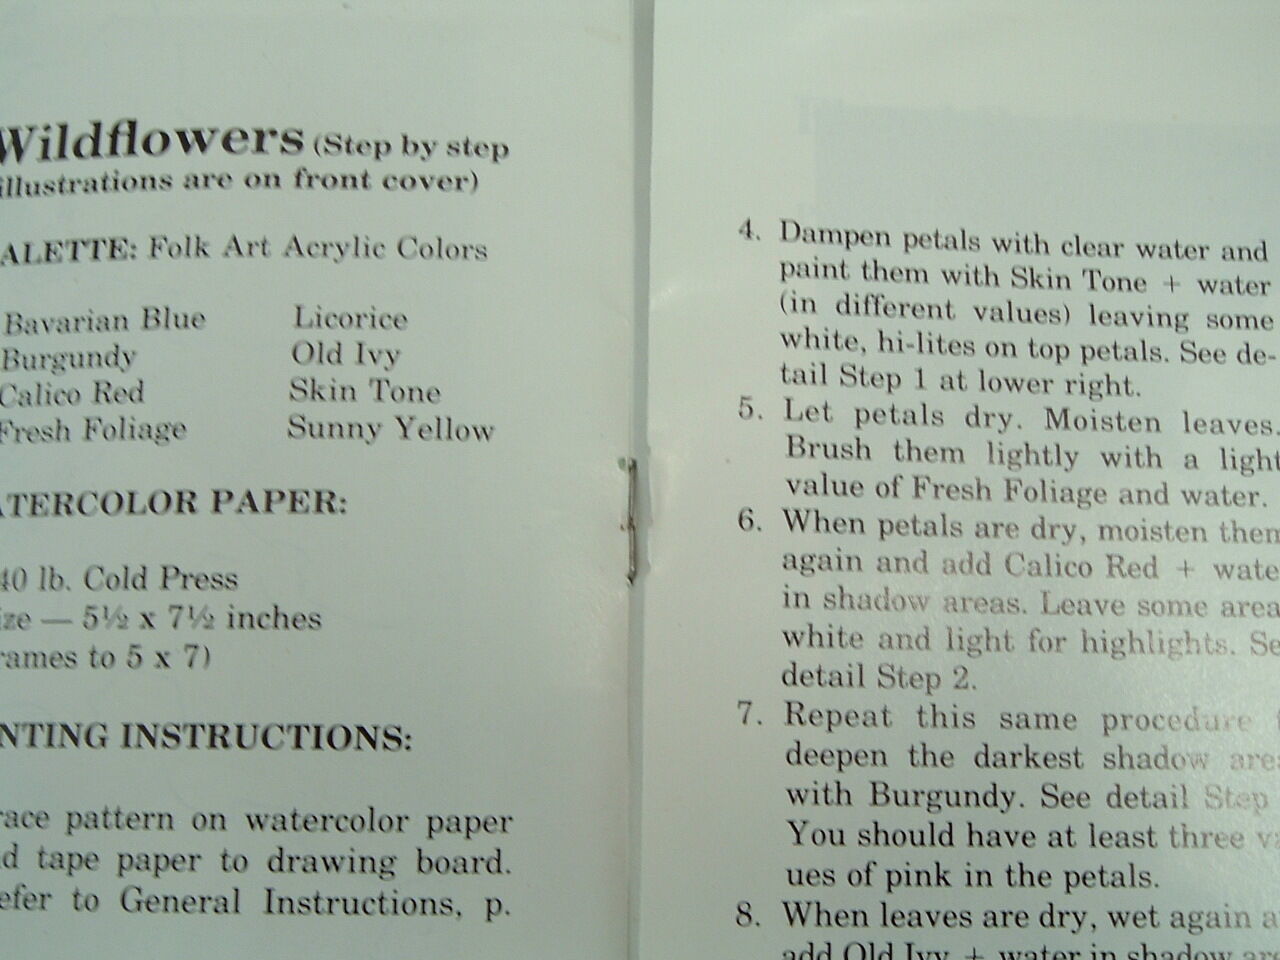 Wildflowers (Step by step
illustrations are on front cover)
ALETTE: Folk Art Acrylic Colors
Bavarian Blue Licorice
Burgundy Old Ivy
Calico Red Skin Tone
Fresh Foliage Sunny Yellow
ATERCOLOR PAPER:
40 lb. Cold Press
ize — 5½ x 7½ inches
rames to 5 x 7)
NTING INSTRUCTIONS:
race pattern on watercolor paper
d tape paper to drawing board.
efer to General Instructions, p.
4. Dampen petals with clear water and
paint them with Skin Tone + water
(in different values) leaving some
white, hi-lites on top petals. See de-
tail Step 1 at lower right.
5. Let petals dry. Moisten leaves.
Brush them lightly with a light
value of Fresh Foliage and water.
6. When petals are dry, moisten them
again and add Calico Red + wate
in shadow areas. Leave some area
white and light for highlights. Se
detail Step 2.
7. Repeat this same procedure
deepen the darkest shadow are
with Burgundy. See detail Step
You should have at least three va
ues of pink in the petals.
8. When leaves are dry, wet again a
add Old Ivy + water in shadow are